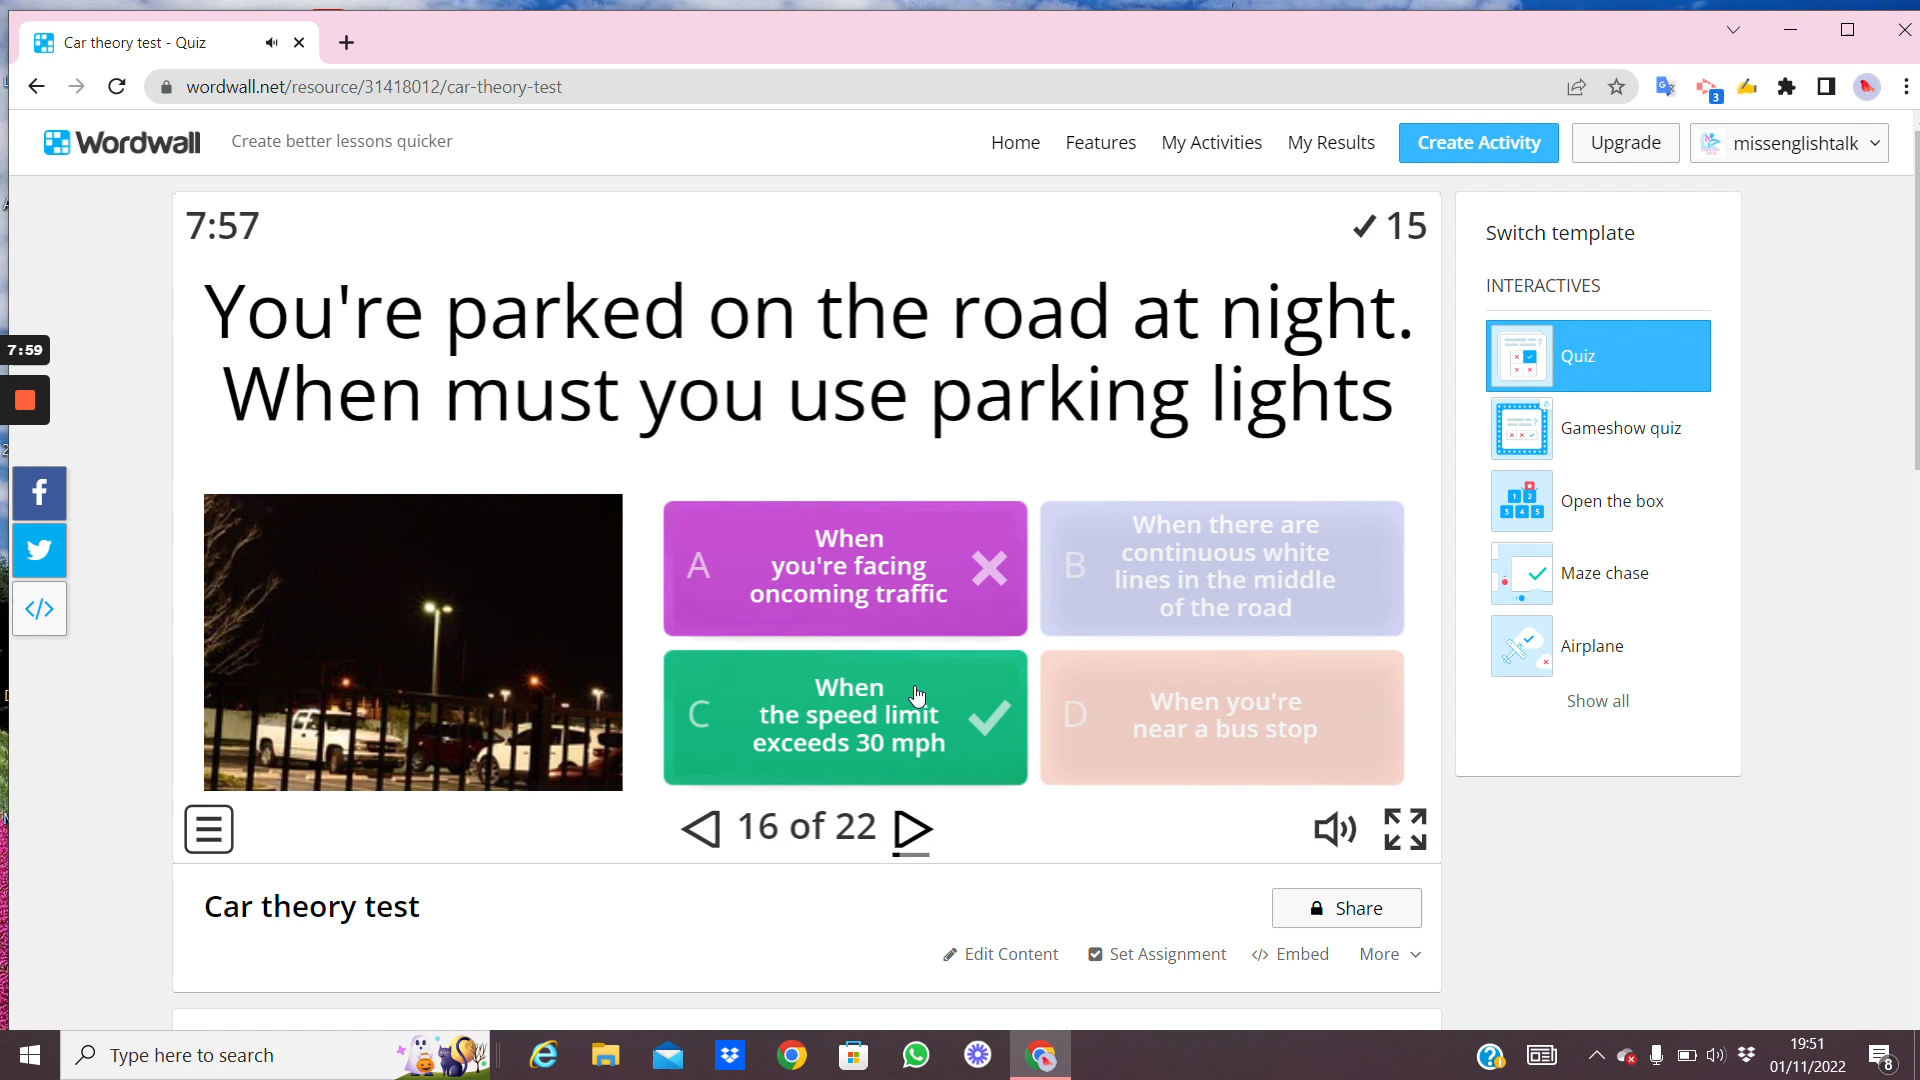 Car theory test - Quiz
wordwall.net/resource/31418012/car-theory-test
3
Wordwall
Create better lessons quicker
Home
Features
My Activities
My Results
Create Activity
Upgrade
missenglishtalk
7:57
15
You're parked on the road at night.
When must you use parking lights
7:59
A
When
you're facing
oncoming traffic
B
When there are
continuous white
lines in the middle
of the road
C
When
the speed limit
exceeds 30 mph
D
When you're
near a bus stop
16 of 22
Switch template
INTERACTIVES
Quiz
Gameshow quiz
Open the box
Maze chase
Airplane
Show all
Car theory test
Share
Edit Content
Set Assignment
Embed
More
Type here to search
19:51
01/11/2022
8